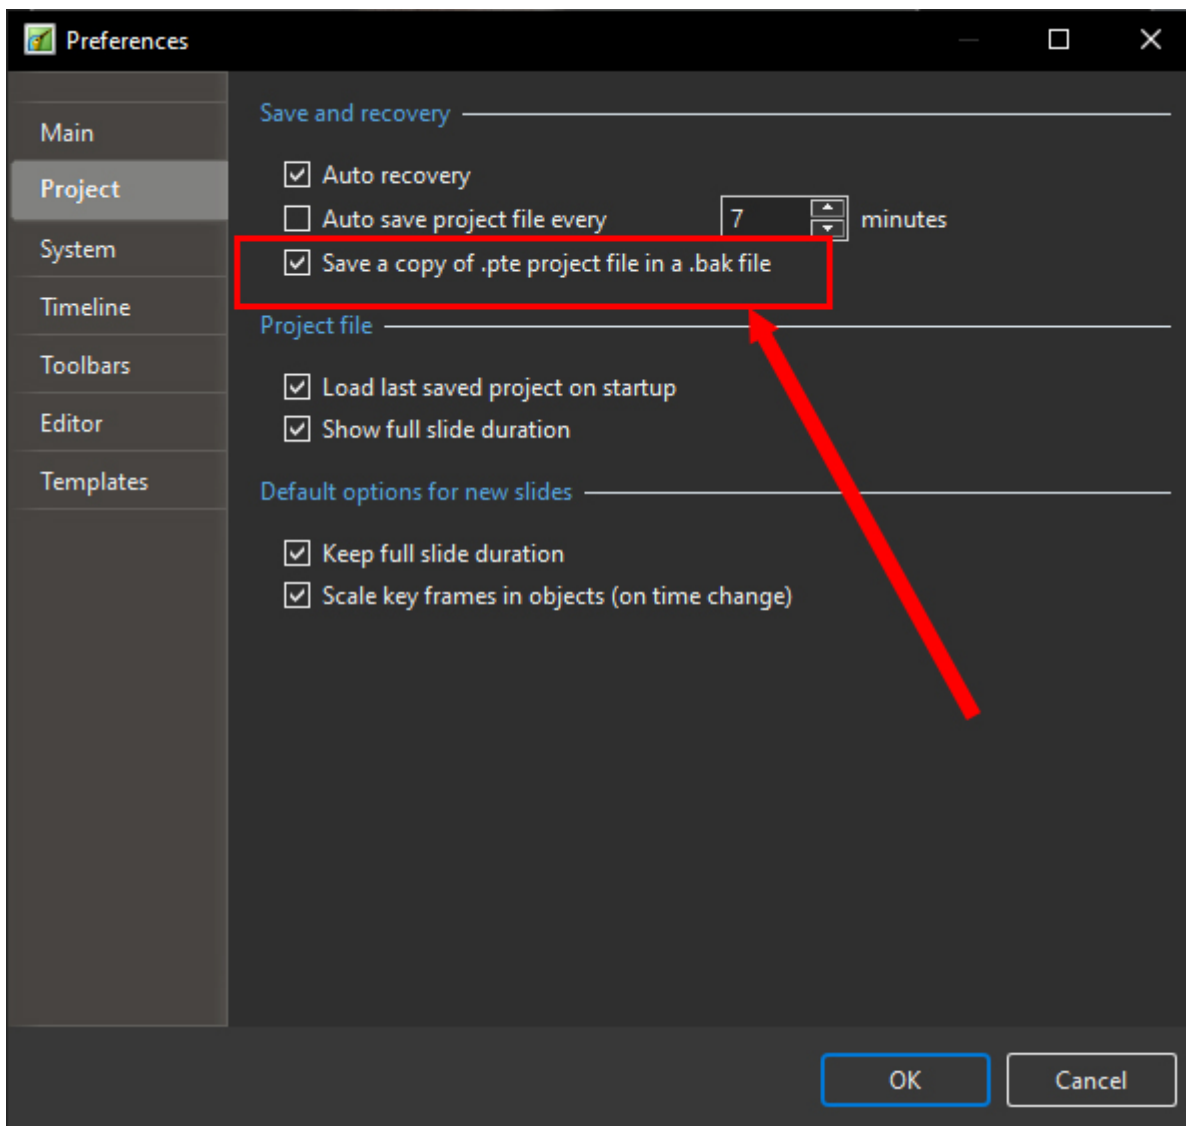 Preferences
Main
Project
System
Timeline
Toolbars
Editor
Templates
Save and recovery
Auto recovery
Auto save project file every 7 minutes
Save a copy of .pte project file in a .bak file
Project file
Load last saved project on startup
Show full slide duration
Default options for new slides
Keep full slide duration
Scale key frames in objects (on time change)
OK Cancel